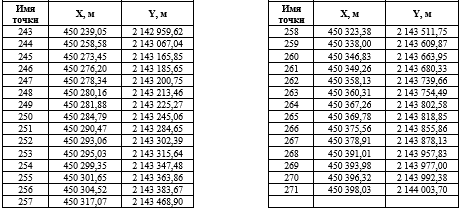 Имя точки X, м Y, м
243 450 239,05 2 142 959,62
244 450 258,58 2 143 067,04
245 450 273,45 2 143 165,85
246 450 276,20 2 143 185,65
247 450 278,34 2 143 200,75
248 450 280,16 2 143 213,46
249 450 281,88 2 143 225,27
250 450 284,79 2 143 245,06
251 450 290,47 2 143 284,65
252 450 293,06 2 143 302,39
253 450 295,03 2 143 315,64
254 450 299,35 2 143 347,48
255 450 301,65 2 143 363,86
256 450 304,52 2 143 383,67
257 450 317,07 2 143 468,90
Имя точки X, м Y, м
258 450 323,38 2 143 511,75
259 450 338,00 2 143 609,87
260 450 346,83 2 143 663,95
261 450 349,26 2 143 680,33
262 450 358,13 2 143 739,66
263 450 360,31 2 143 754,49
264 450 367,26 2 143 802,58
265 450 369,78 2 143 818,85
266 450 375,56 2 143 855,86
267 450 378,91 2 143 878,13
268 450 391,01 2 143 957,83
269 450 393,98 2 143 977,00
270 450 396,32 2 143 992,38
271 450 398,03 2 144 003,70